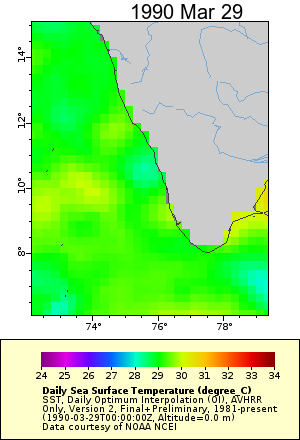 1990 Mar 29
14°
12°
10°
8°
74° 76° 78°
24 25 26 27 28 29 30 31 32 33 34
Daily Sea Surface Temperature (degree_C)
SST, Daily Optimum Interpolation (OI), AVHRR
Only, Version 2, Final+Preliminary, 1981-present
(1990-03-29T00:00:00Z, Altitude=0.0 m)
Data courtesy of NOAA NCEI